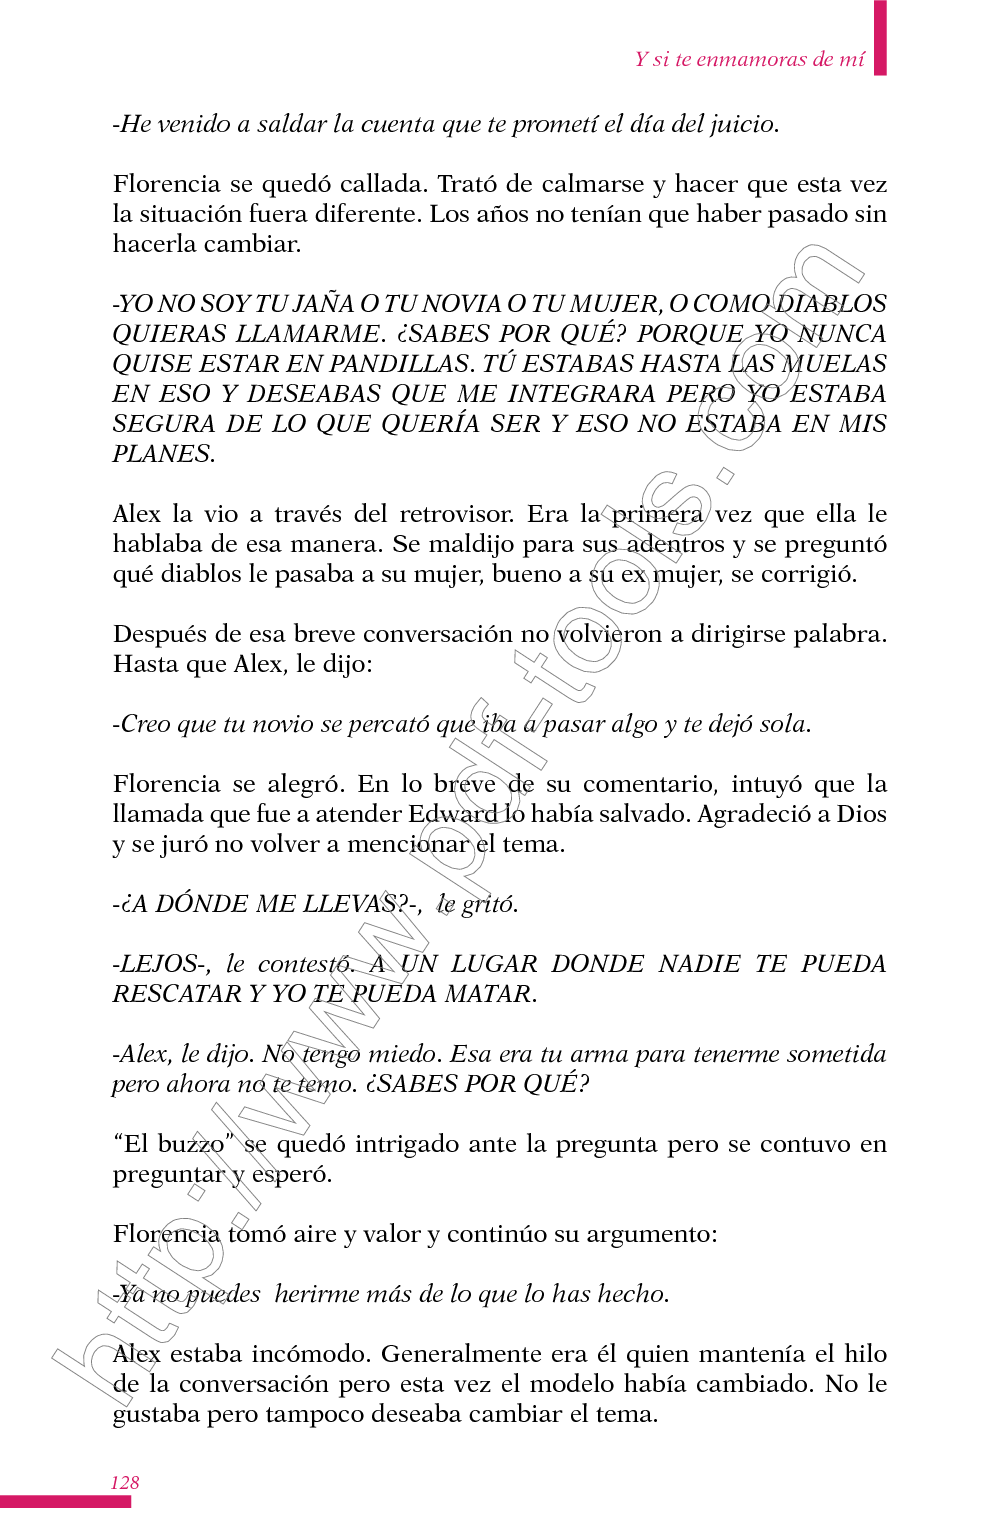 Y si te enmamoras de mí
-He venido a saldar la cuenta que te prometí el día del juicio.
Florencia se quedó callada. Trató de calmarse y hacer que esta vez
la situación fuera diferente. Los años no tenían que haber pasado sin
hacerla cambiar.
-YO NO SOY TU JAÑA O TU NOVIA O TU MUJER, O COMO DIABLOS
QUIERAS LLAMARME. ¿SABES POR QUÉ? PORQUE YO NUNCA
QUISE ESTAR EN PANDILLAS. TÚ ESTABAS HASTA LAS MUELAS
EN ESO Y DESEABAS QUE ME INTEGRARA PERO YO ESTABA
SEGURA DE LO QUE QUERÍA SER Y ESO NO ESTABA EN MIS
PLANES.
Alex la vio a través del retrovisor. Era la primera vez que ella le
hablaba de esa manera. Se maldijo para sus adentros y se preguntó
qué diablos le pasaba a su mujer, bueno a su ex mujer, se corrigió.
Después de esa breve conversación no volvieron a dirigirse palabra.
Hasta que Alex, le dijo:
-Creo que tu novio se percató que iba a pasar algo y te dejó sola.
Florencia se alegró. En lo breve de su comentario, intuyó que la
llamada que fue a atender Edward lo había salvado. Agradeció a Dios
y se juró no volver a mencionar el tema.
-¿A DÓNDE ME LLEVAS?-,  le gritó.
-LEJOS-, le contestó. A UN LUGAR DONDE NADIE TE PUEDA
RESCATAR Y YO TE PUEDA MATAR.
-Alex, le dijo. No tengo miedo. Esa era tu arma para tenerme sometida
pero ahora no te temo. ¿SABES POR QUÉ?
“El buzzo” se quedó intrigado ante la pregunta pero se contuvo en
preguntar y esperó.
Florencia tomó aire y valor y continúo su argumento:
-Ya no puedes  herirme más de lo que lo has hecho.
Alex estaba incómodo. Generalmente era él quien mantenía el hilo
de la conversación pero esta vez el modelo había cambiado. No le
gustaba pero tampoco deseaba cambiar el tema.
128
http://www.pdf-tools.com